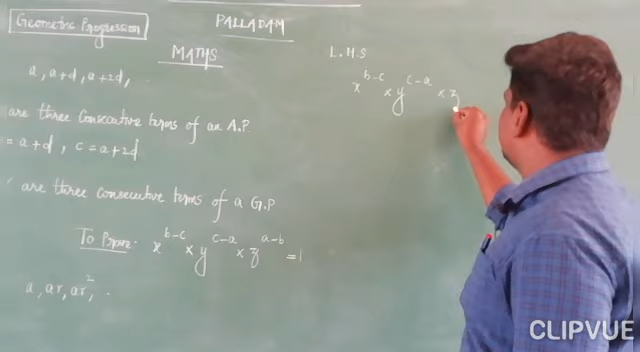 Geometric Progression
PALLADAM
MATHS
a, a+d, a+2d, .
are three Consecutive terms of an A.P.
= a+d, c = a+2d
are three consecutive terms of a G.P
To Prove: x^{b-c} × y^{c-a} × z^{a-b} = 1
a, ar, ar², .
L.H.S
x^{b-c} × y^{c-a} × z
CLIPVUE